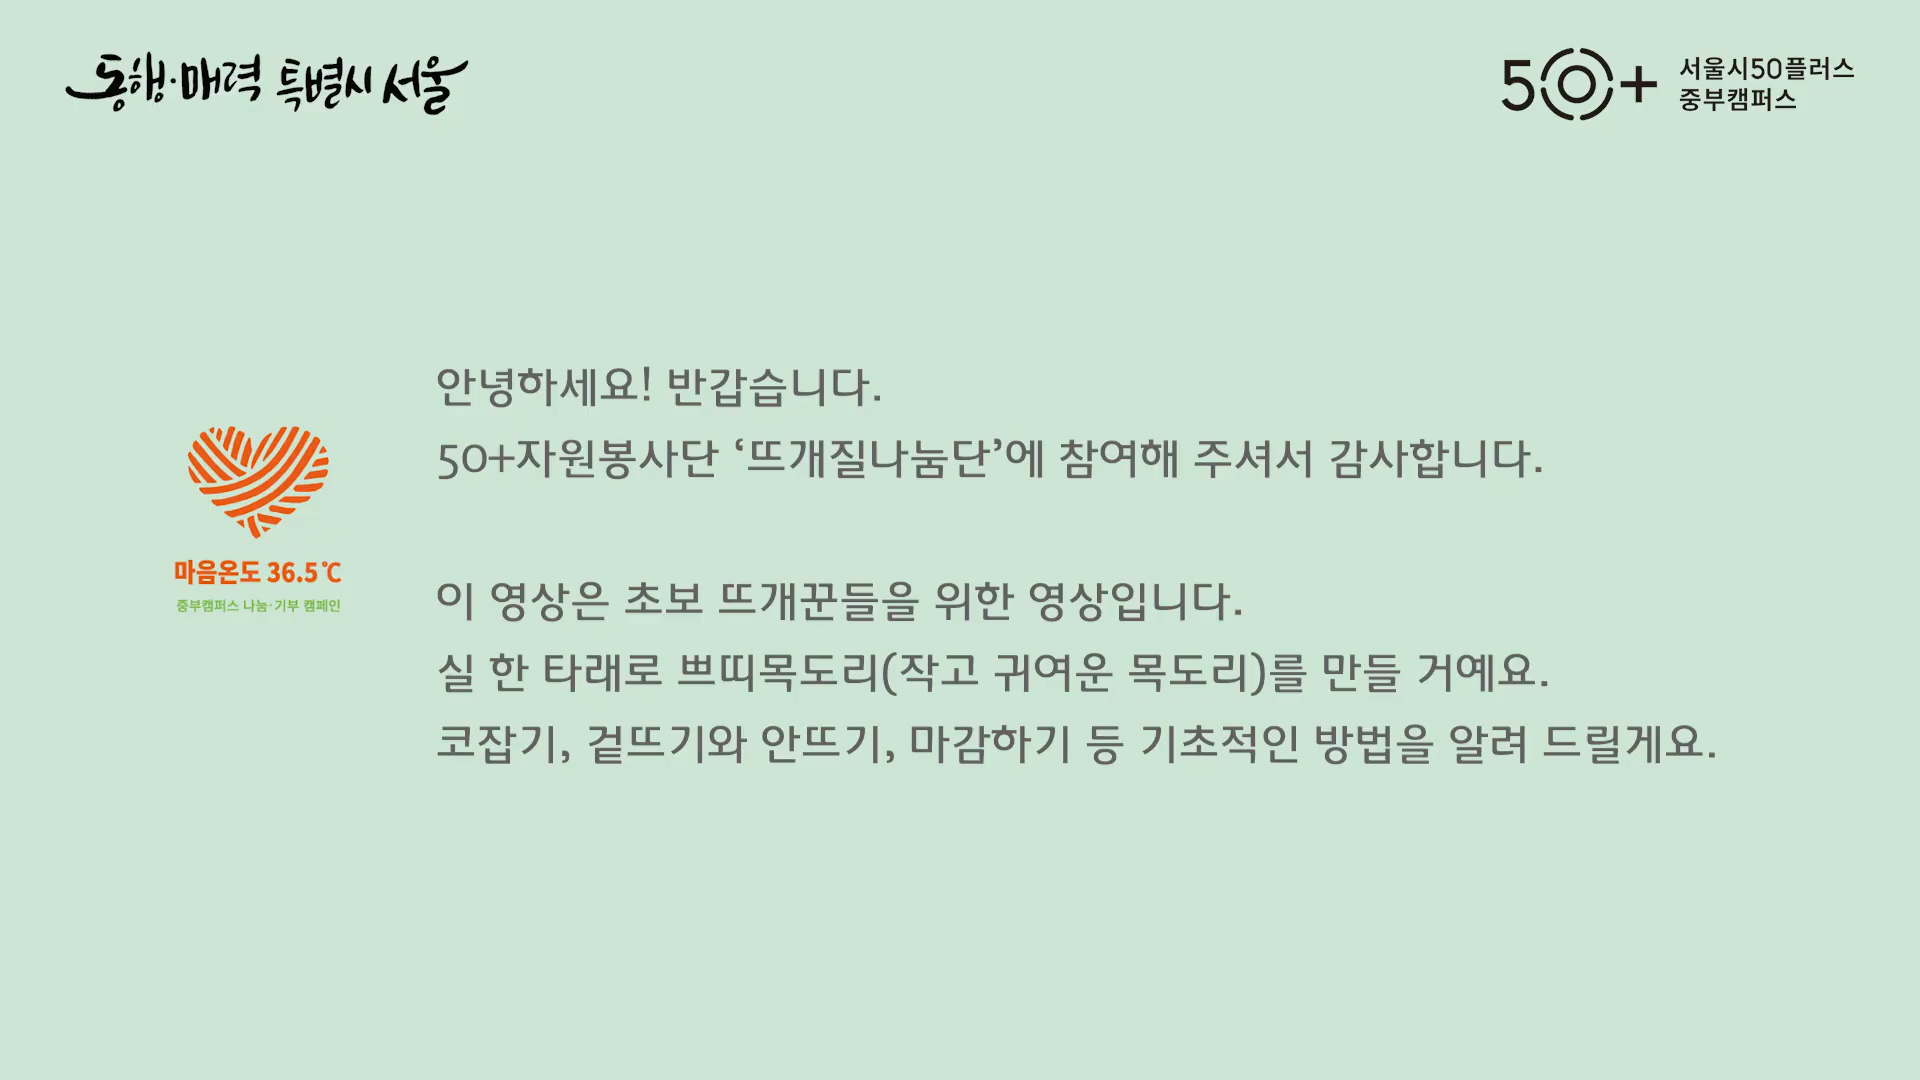 동행·매력 특별시 서울
50+ 서울시50플러스
중부캠퍼스
안녕하세요! 반갑습니다.
50+자원봉사단 ‘뜨개질나눔단’에 참여해 주셔서 감사합니다.
마음온도 36.5℃
중부캠퍼스 나눔·기부 캠페인
이 영상은 초보 뜨개꾼들을 위한 영상입니다.
실 한 타래로 쁘띠목도리(작고 귀여운 목도리)를 만들 거예요.
코잡기, 겉뜨기와 안뜨기, 마감하기 등 기초적인 방법을 알려 드릴게요.